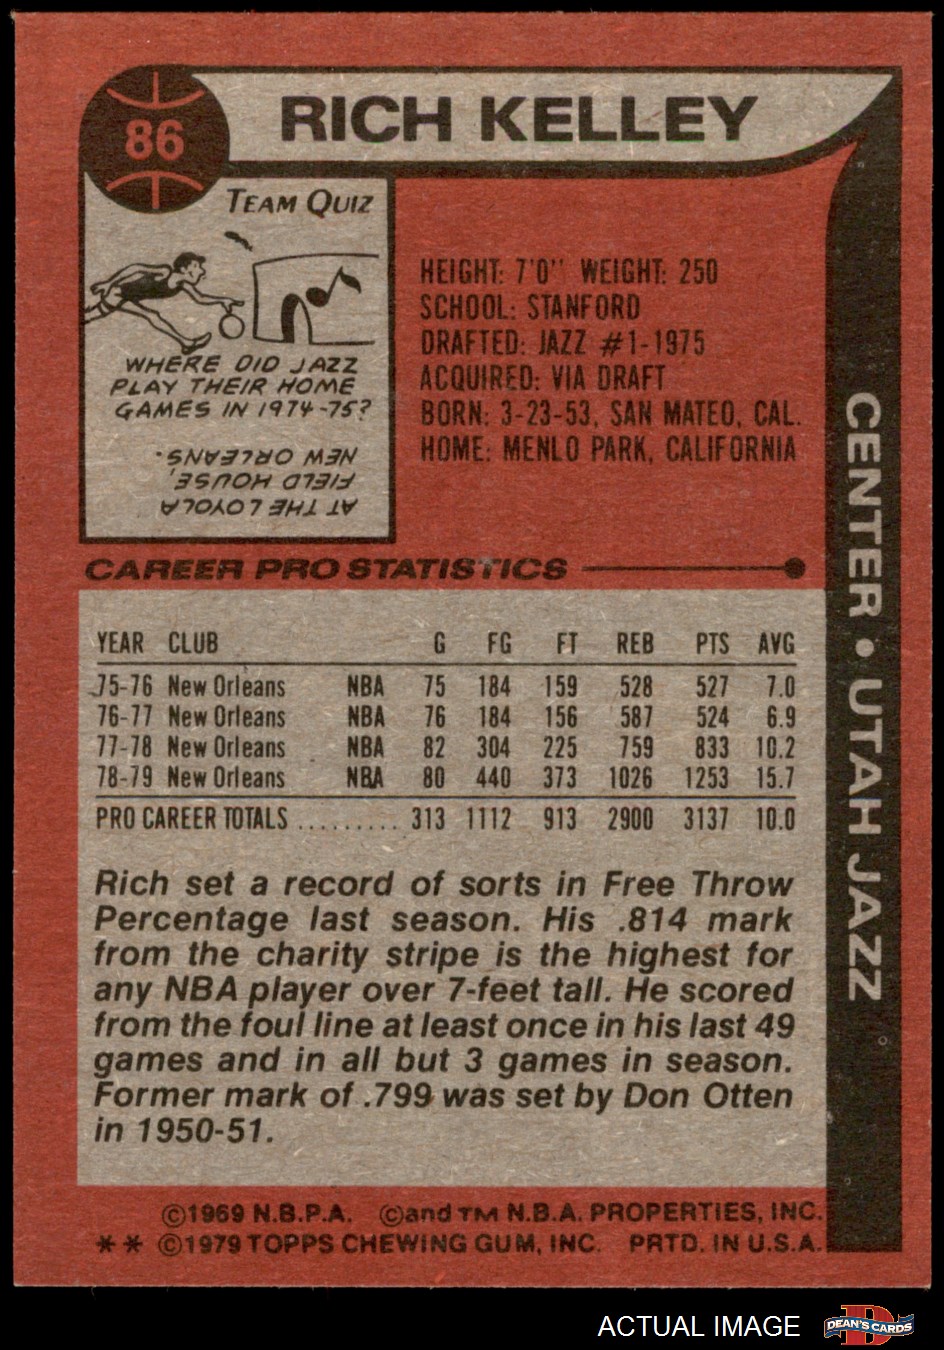 86
RICH KELLEY
TEAM QUIZ
WHERE DID JAZZ
PLAY THEIR HOME
GAMES IN 1974-75?
AT THE LOYOLA
FIELD HOUSE,
NEW ORLEANS.
HEIGHT: 7'0" WEIGHT: 250
SCHOOL: STANFORD
DRAFTED: JAZZ #1-1975
ACQUIRED: VIA DRAFT
BORN: 3-23-53, SAN MATEO, CAL.
HOME: MENLO PARK, CALIFORNIA
CENTER • UTAH JAZZ
CAREER PRO STATISTICS
YEAR CLUB G FG FT REB PTS AVG
75-76 New Orleans NBA 75 184 159 528 527 7.0
76-77 New Orleans NBA 76 184 156 587 524 6.9
77-78 New Orleans NBA 82 304 225 759 833 10.2
78-79 New Orleans NBA 80 440 373 1026 1253 15.7
PRO CAREER TOTALS ......... 313 1112 913 2900 3137 10.0
Rich set a record of sorts in Free Throw
Percentage last season. His .814 mark
from the charity stripe is the highest for
any NBA player over 7-feet tall. He scored
from the foul line at least once in his last 49
games and in all but 3 games in season.
Former mark of .799 was set by Don Otten
in 1950-51.
©1969 N.B.P.A. ©and TM N.B.A. PROPERTIES, INC.
** ©1979 TOPPS CHEWING GUM, INC. PRTD. IN U.S.A.
ACTUAL IMAGE
DEAN'S CARDS